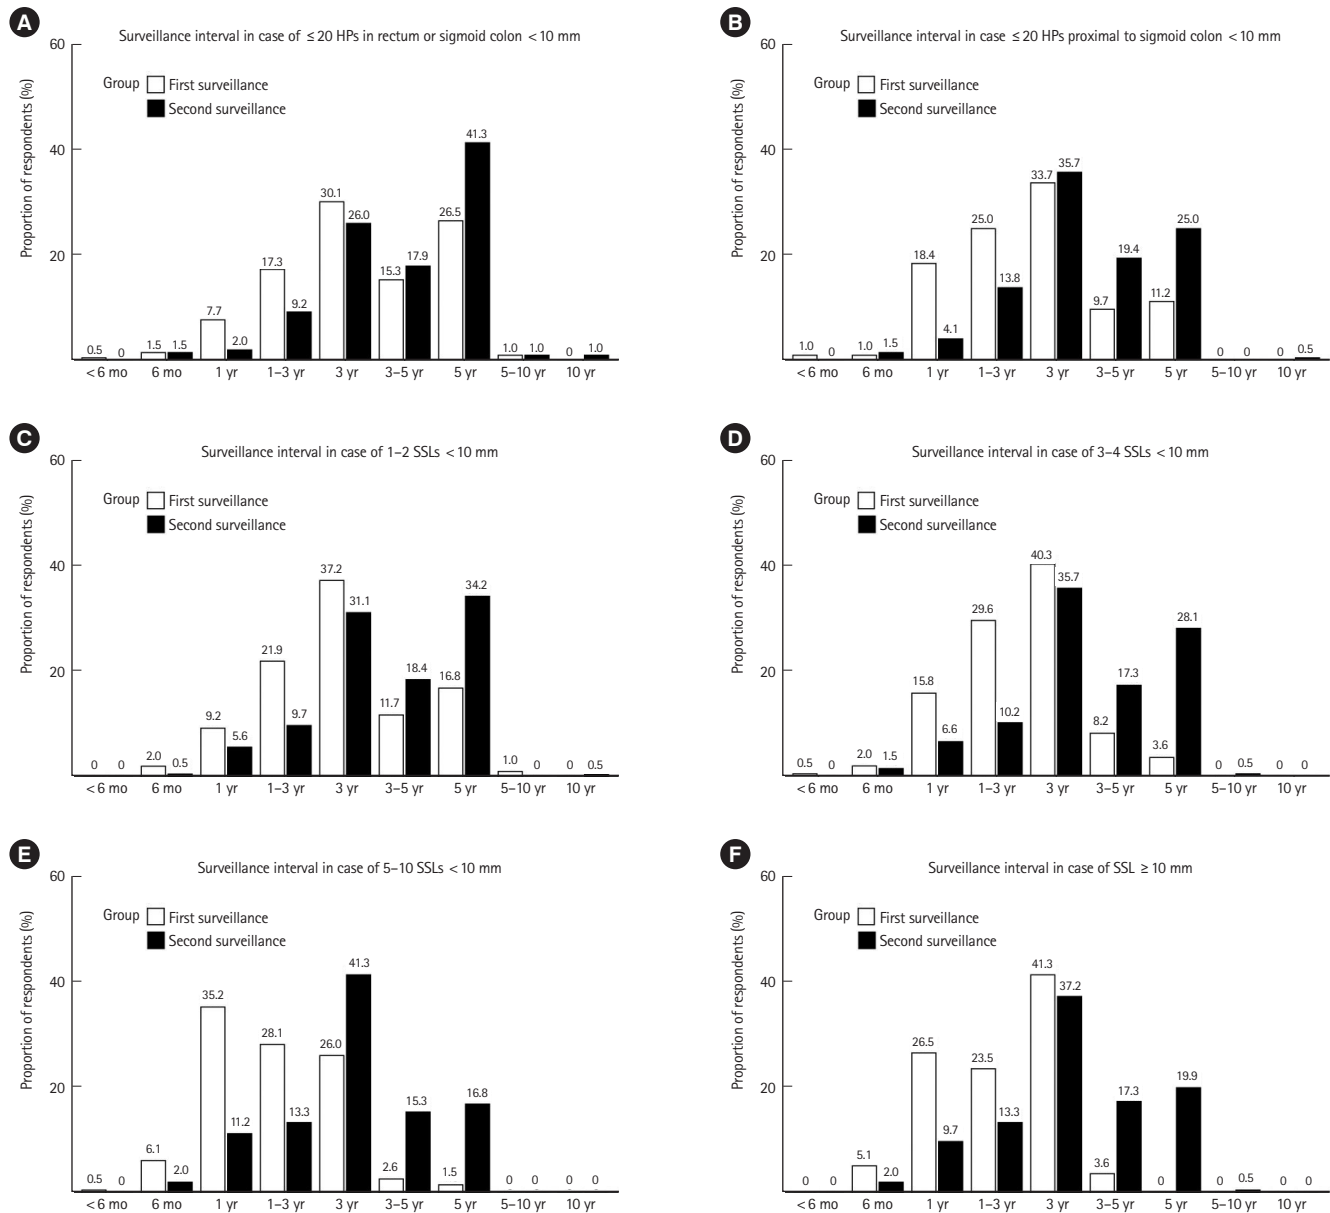 A
Surveillance interval in case of ≤20 HPs in rectum or sigmoid colon <10 mm
Proportion of respondents (%)
60
40
20
Group
First surveillance
Second surveillance
0.5 0 1.5 1.5 7.7 2.0 17.3 9.2 30.1 26.0 15.3 17.9 26.5 41.3 1.0 1.0 0 1.0
<6 mo 6 mo 1 yr 1–3 yr 3 yr 3–5 yr 5 yr 5–10 yr 10 yr
B
Surveillance interval in case ≤20 HPs proximal to sigmoid colon <10 mm
Proportion of respondents (%)
60
40
20
Group
First surveillance
Second surveillance
1.0 0 1.0 1.5 18.4 4.1 25.0 13.8 33.7 35.7 9.7 19.4 11.2 25.0 0 0 0 0.5
<6 mo 6 mo 1 yr 1–3 yr 3 yr 3–5 yr 5 yr 5–10 yr 10 yr
C
Surveillance interval in case of 1–2 SSLs <10 mm
Proportion of respondents (%)
60
40
20
Group
First surveillance
Second surveillance
0 0 2.0 0.5 9.2 5.6 21.9 9.7 37.2 31.1 11.7 18.4 16.8 34.2 1.0 0 0 0.5
<6 mo 6 mo 1 yr 1–3 yr 3 yr 3–5 yr 5 yr 5–10 yr 10 yr
D
Surveillance interval in case of 3–4 SSLs <10 mm
Proportion of respondents (%)
60
40
20
Group
First surveillance
Second surveillance
0.5 0 2.0 1.5 15.8 6.6 29.6 10.2 40.3 35.7 8.2 17.3 3.6 28.1 0 0.5 0 0
<6 mo 6 mo 1 yr 1–3 yr 3 yr 3–5 yr 5 yr 5–10 yr 10 yr
E
Surveillance interval in case of 5–10 SSLs <10 mm
Proportion of respondents (%)
60
40
20
Group
First surveillance
Second surveillance
0.5 0 6.1 2.0 35.2 11.2 28.1 13.3 26.0 41.3 2.6 15.3 1.5 16.8 0 0 0 0
<6 mo 6 mo 1 yr 1–3 yr 3 yr 3–5 yr 5 yr 5–10 yr 10 yr
F
Surveillance interval in case of SSL ≥10 mm
Proportion of respondents (%)
60
40
20
Group
First surveillance
Second surveillance
0 0 5.1 2.0 26.5 9.7 23.5 13.3 41.3 37.2 3.6 17.3 0 19.9 0 0.5 0 0
<6 mo 6 mo 1 yr 1–3 yr 3 yr 3–5 yr 5 yr 5–10 yr 10 yr